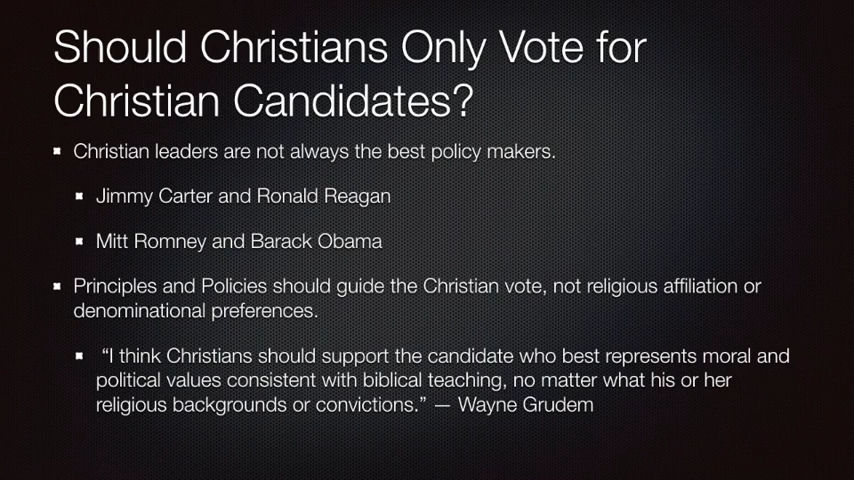 Should Christians Only Vote for
Christian Candidates?
Christian leaders are not always the best policy makers.
Jimmy Carter and Ronald Reagan
Mitt Romney and Barack Obama
Principles and Policies should guide the Christian vote, not religious affiliation or
denominational preferences.
“I think Christians should support the candidate who best represents moral and
political values consistent with biblical teaching, no matter what his or her
religious backgrounds or convictions.” — Wayne Grudem